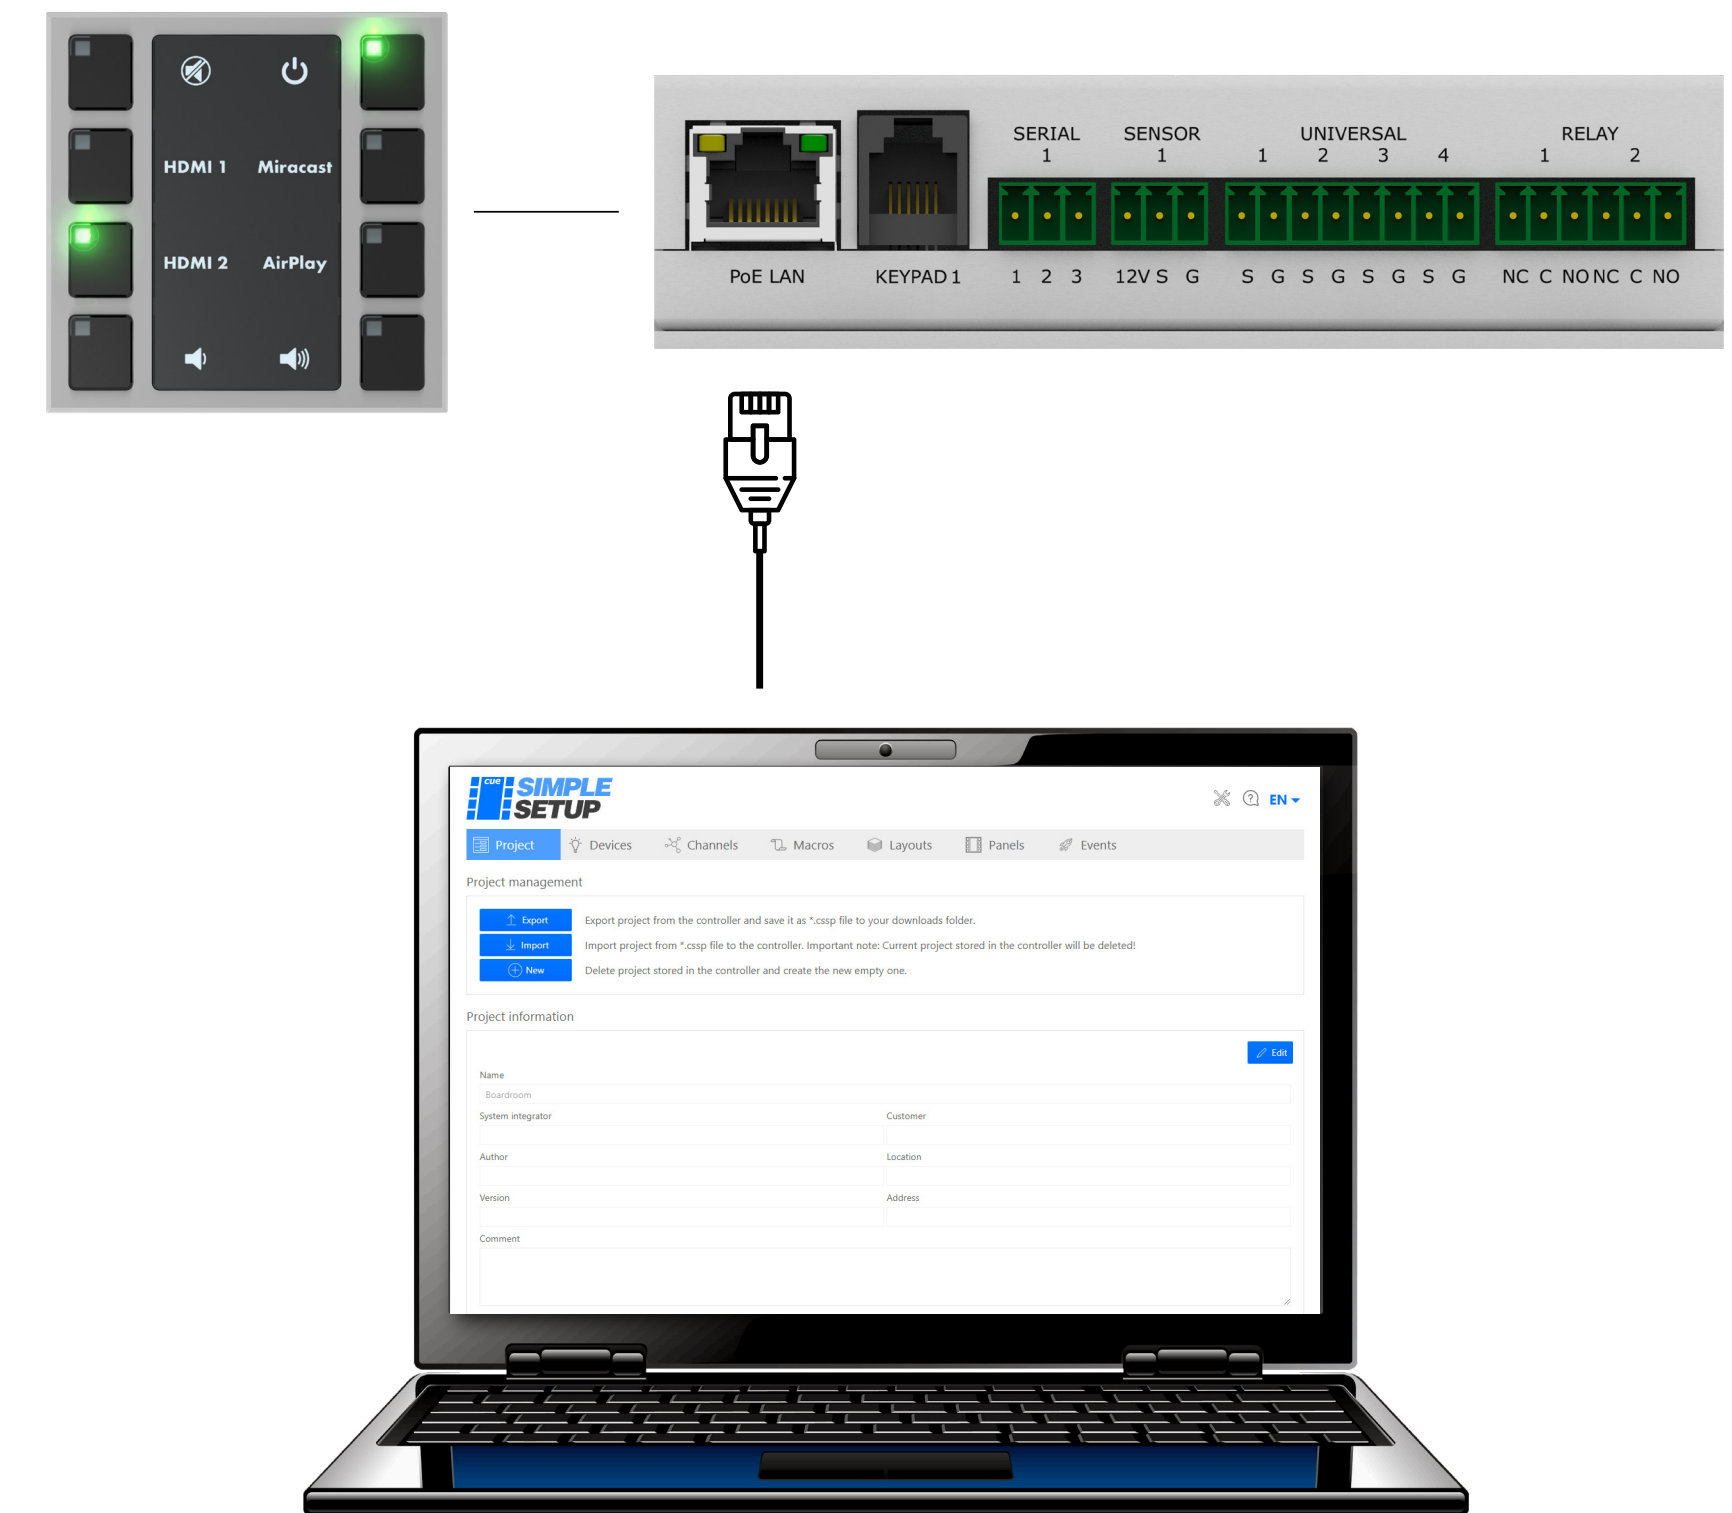 HDMI 1 Miracast
HDMI 2 AirPlay
SERIAL SENSOR UNIVERSAL RELAY
1 1 1 2 3 4 1 2
PoE LAN KEYPAD 1 1 2 3 12V S G S G S G S G S G NC C NO NC C NO
cue SIMPLE
SETUP
EN
Project Devices Channels Macros Layouts Panels Events
Project management
Export Export project from the controller and save it as *.cssp file to your downloads folder.
Import Import project from *.cssp file to the controller. Important note: Current project stored in the controller will be deleted!
New Delete project stored in the controller and create the new empty one.
Project information
Edit
Name
Boardroom
System integrator Customer
Author Location
Version Address
Comment